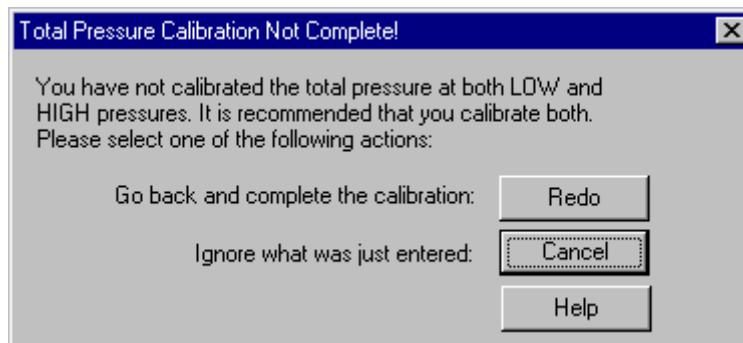 Total Pressure Calibration Not Complete!
You have not calibrated the total pressure at both LOW and
HIGH pressures. It is recommended that you calibrate both.
Please select one of the following actions:
Go back and complete the calibration: Redo
Ignore what was just entered: Cancel
Help